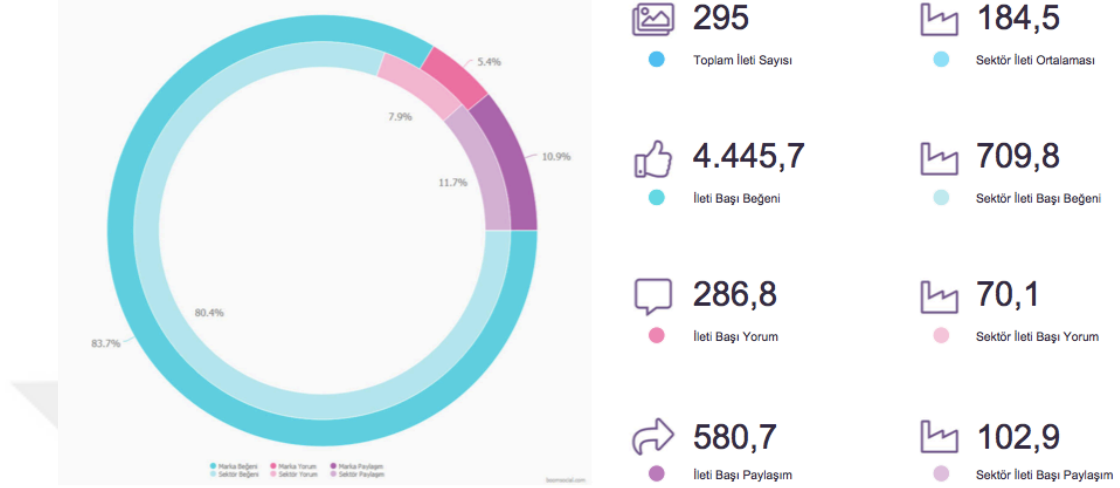 5.4%
7.9%
10.9%
11.7%
80.4%
83.7%
Marka Beğeni Marka Yorum Marka Paylaşım
Sektör Beğeni Sektör Yorum Sektör Paylaşım
boomsocial.com
295
Toplam İleti Sayısı
184,5
Sektör İleti Ortalaması
4.445,7
İleti Başı Beğeni
709,8
Sektör İleti Başı Beğeni
286,8
İleti Başı Yorum
70,1
Sektör İleti Başı Yorum
580,7
İleti Başı Paylaşım
102,9
Sektör İleti Başı Paylaşım